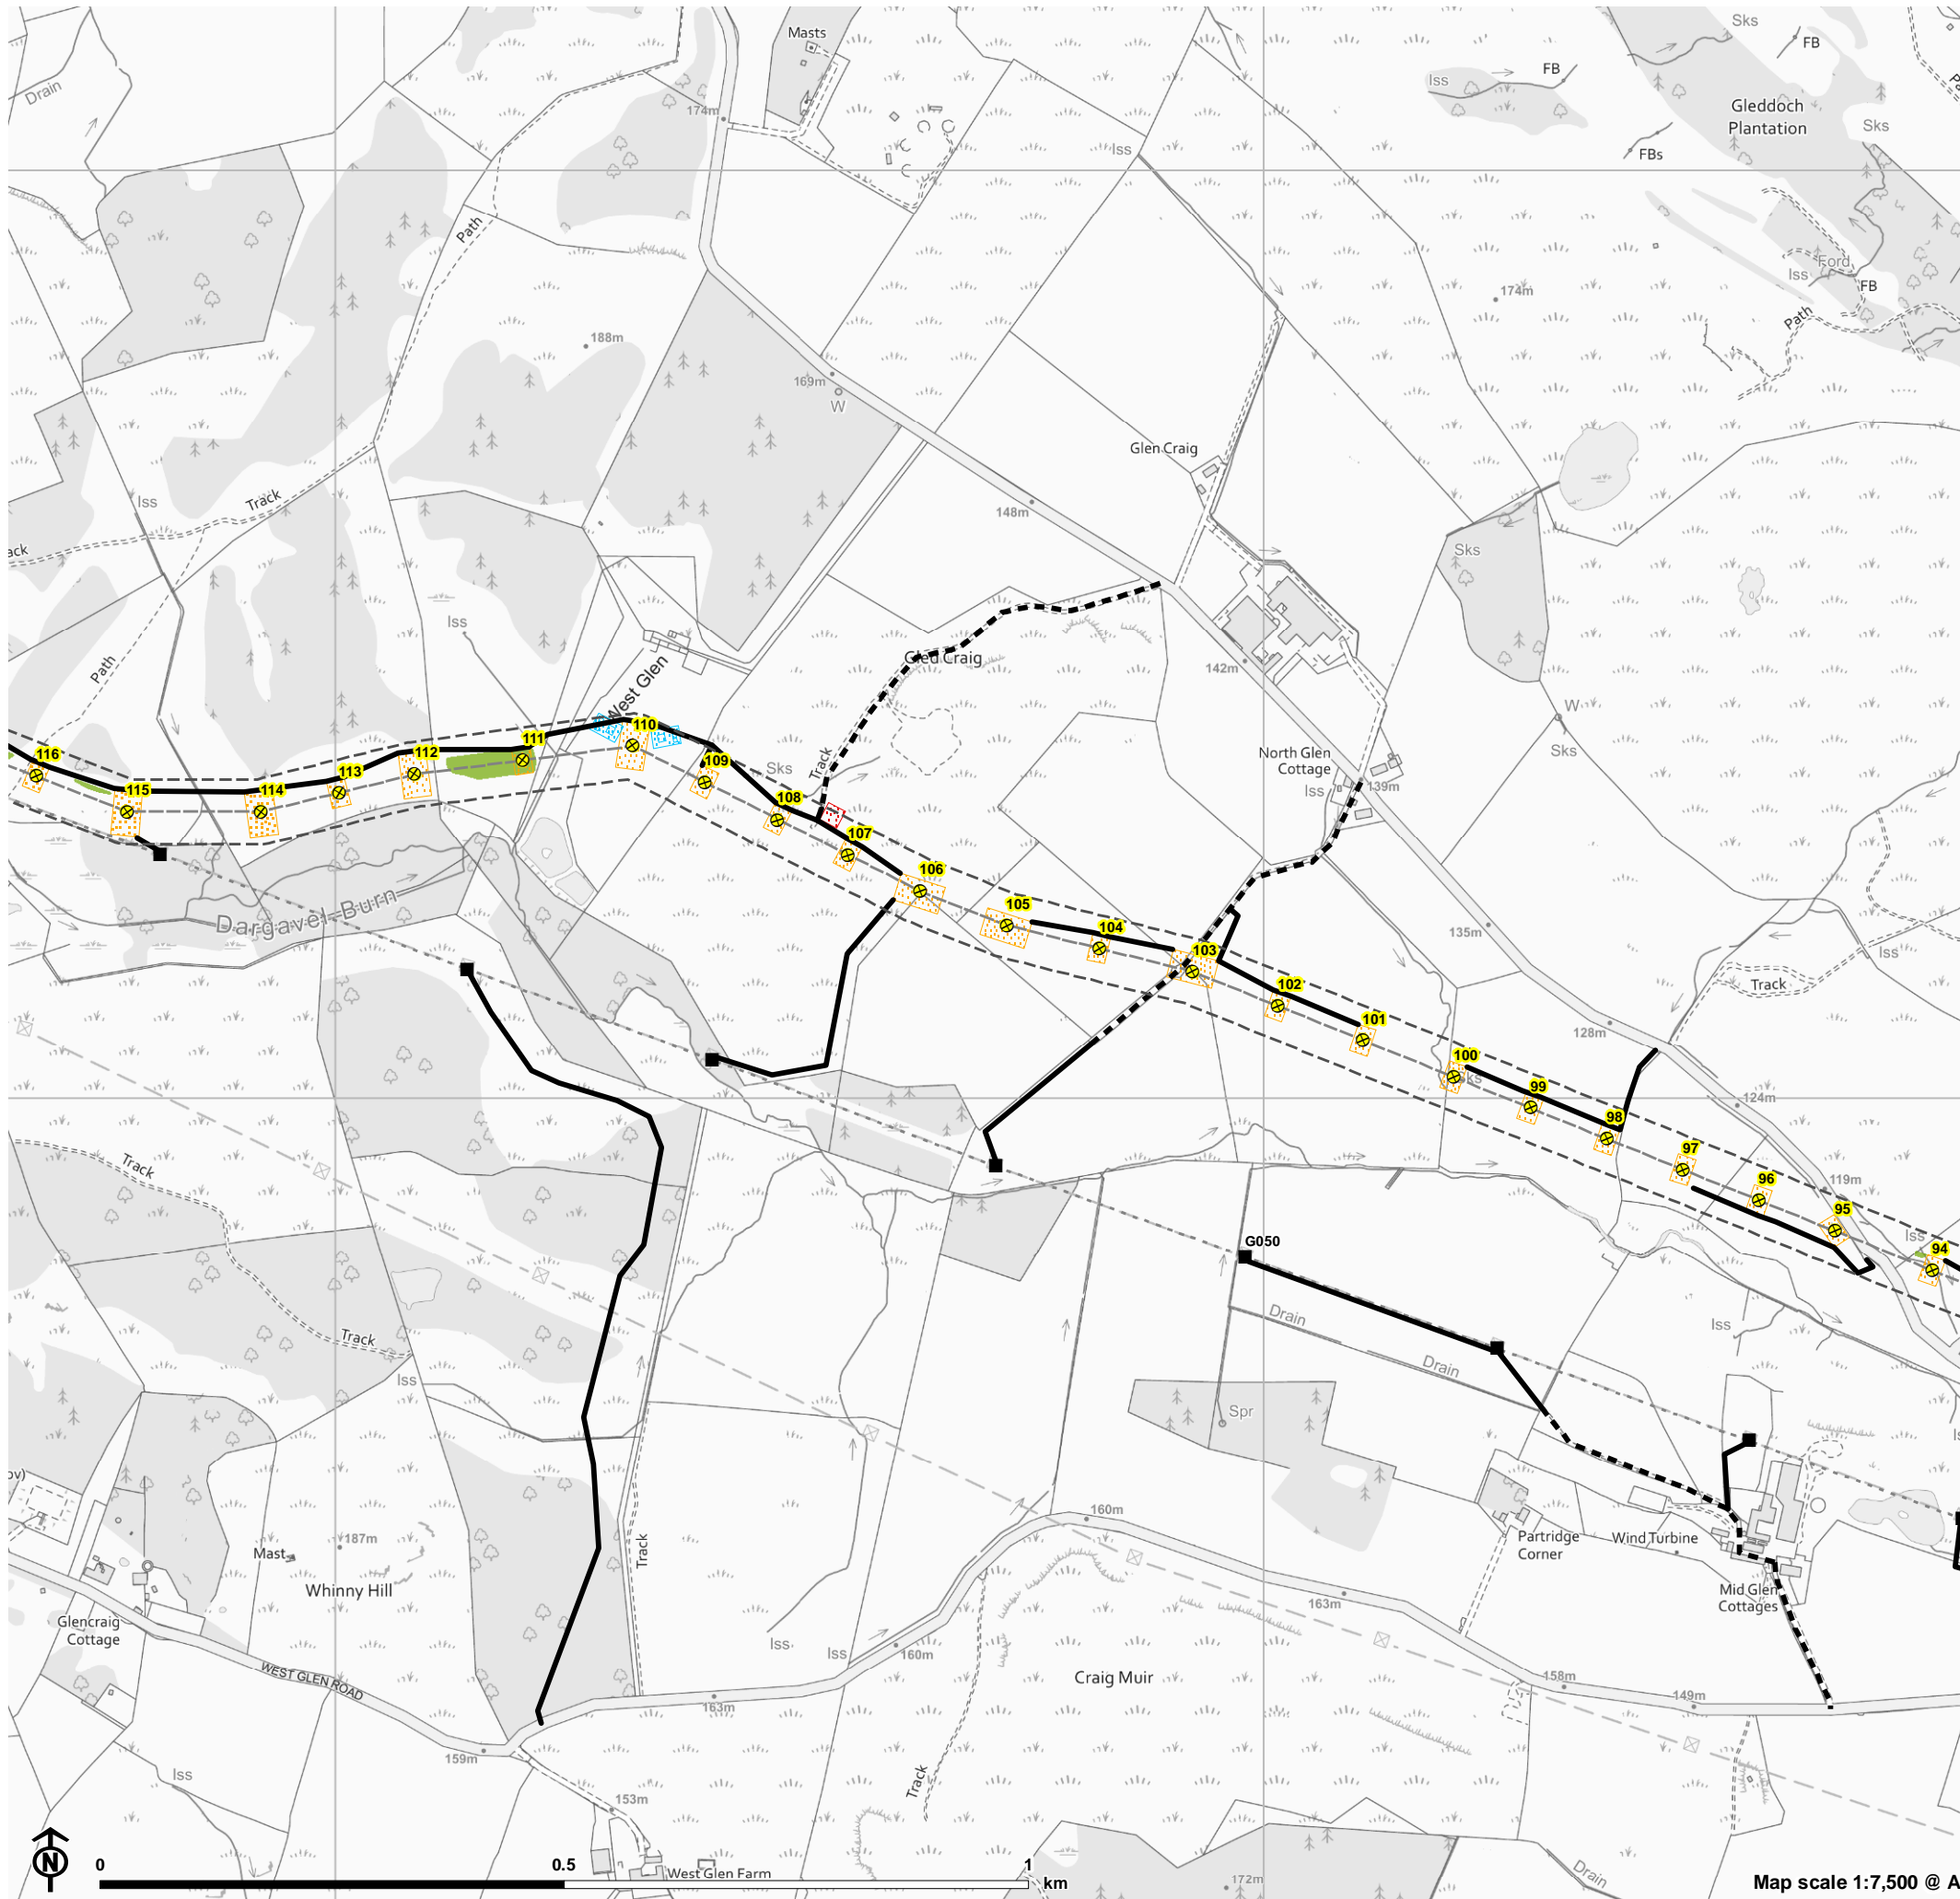 Masts
Sks
FB
FB
Iss
Drain
174m
Gleddoch
Plantation
Sks
FBs
Iss
Path
Ford
Iss
FB
174m
Path
188m
169m
W
Glen Craig
Iss
Track
148m
Sks
Iss
West Glen
Gled Craig
142m
Path
W
Sks
116
115
114
113
112
111
110
109
108
107
106
105
104
103
102
101
100
99
98
97
96
95
94
Sks
Track
North Glen
Cottage
Iss
139m
Dargavel Burn
135m
Iss
Track
128m
Sks
124m
119m
Iss
Track
G050
Drain
Iss
Track
Drain
Iss
Spr
160m
Mast
187m
Whinny Hill
Track
Partridge
Corner
Wind Turbine
Mid Glen
Cottages
Glencraig
Cottage
163m
Iss
Iss
160m
WEST GLEN ROAD
Craig Muir
158m
149m
163m
159m
Iss
Track
153m
West Glen Farm
172m
Drain
N
0
0.5
1
km
Map scale 1:7,500 @ A